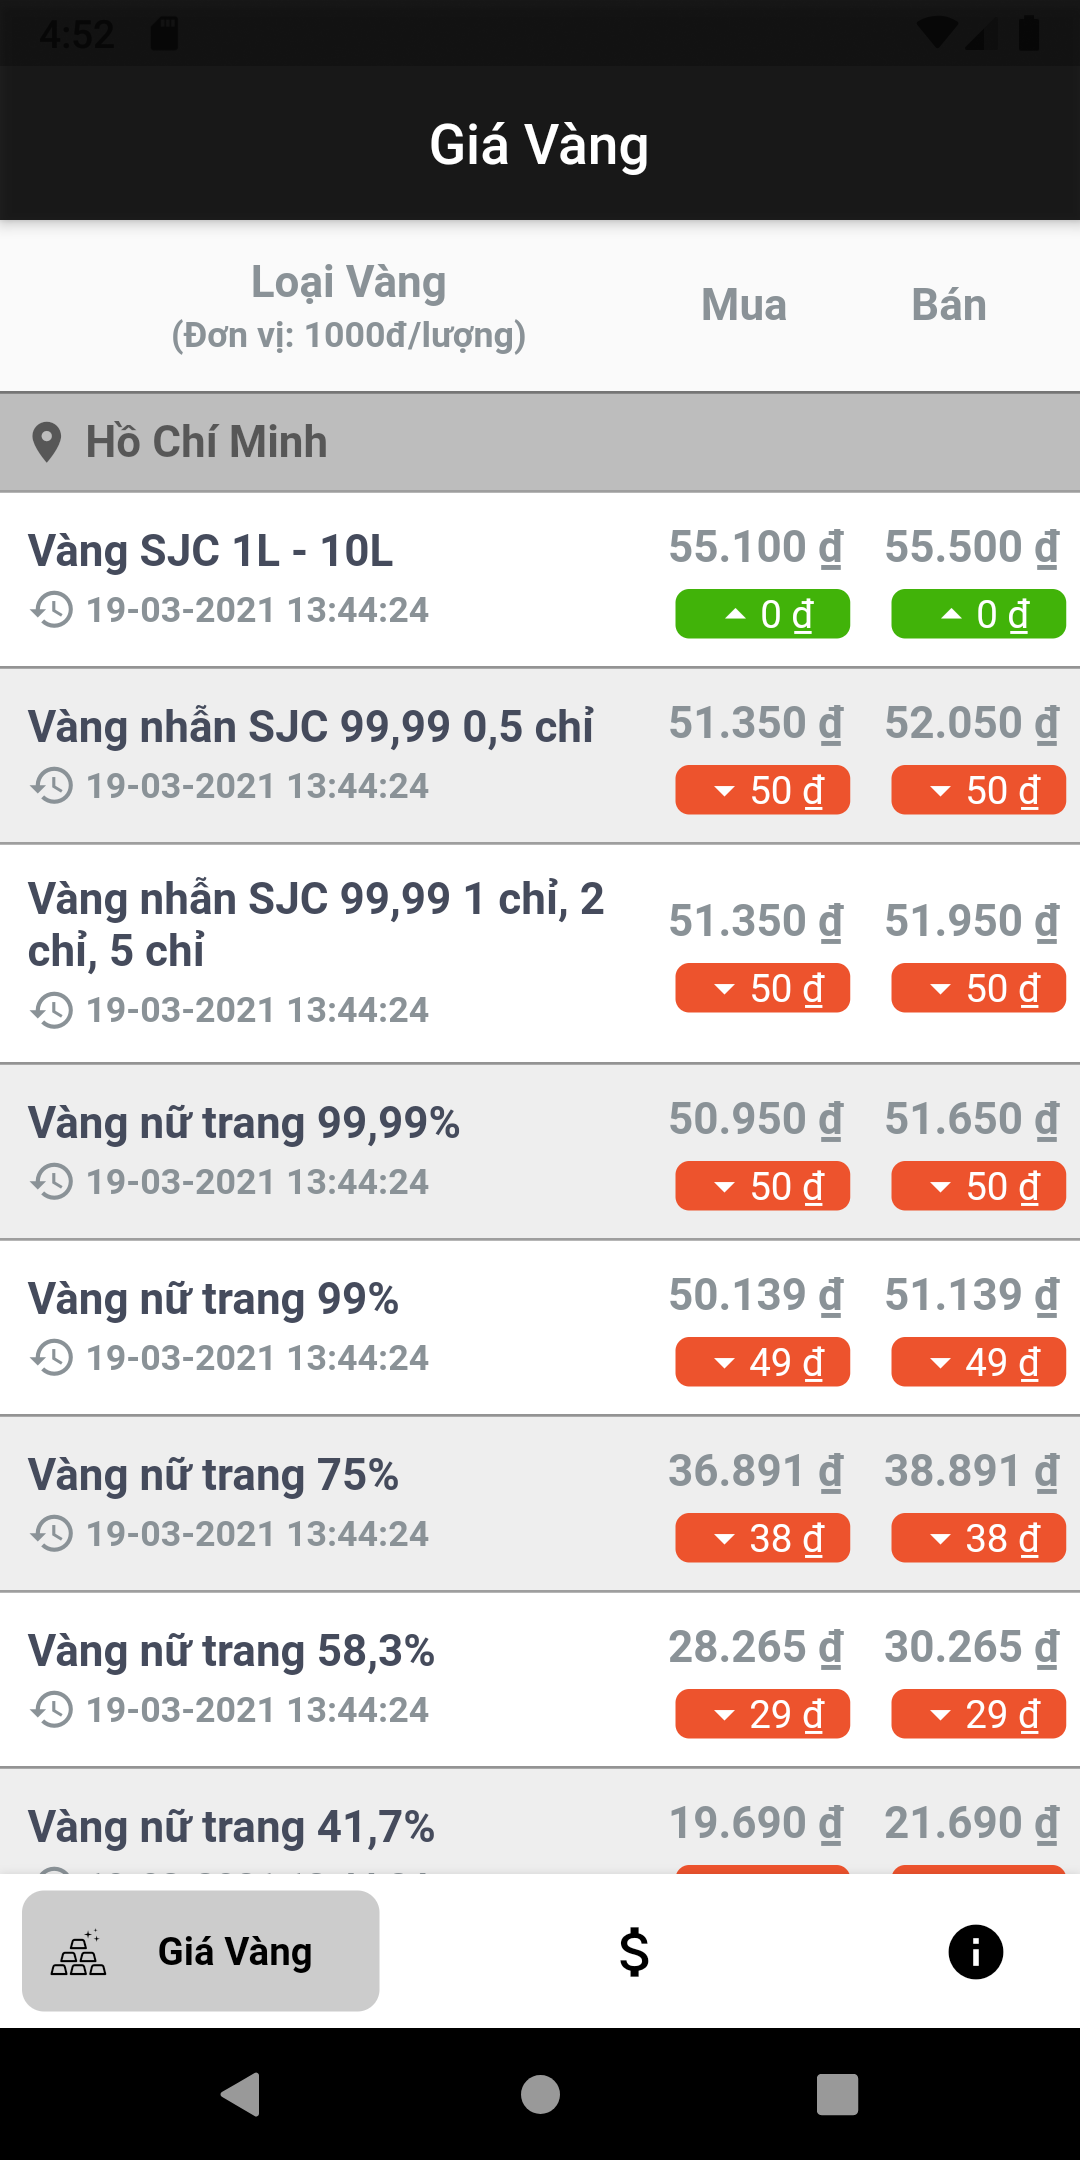 4:52
Giá Vàng
Loại Vàng
(Đơn vị: 1000đ/lượng)
Mua
Bán
Hồ Chí Minh
Vàng SJC 1L - 10L
55.100 ₫
55.500 ₫
19-03-2021 13:44:24
0 ₫
0 ₫
Vàng nhẫn SJC 99,99 0,5 chỉ
51.350 ₫
52.050 ₫
19-03-2021 13:44:24
50 ₫
50 ₫
Vàng nhẫn SJC 99,99 1 chỉ, 2
chỉ, 5 chỉ
51.350 ₫
51.950 ₫
19-03-2021 13:44:24
50 ₫
50 ₫
Vàng nữ trang 99,99%
50.950 ₫
51.650 ₫
19-03-2021 13:44:24
50 ₫
50 ₫
Vàng nữ trang 99%
50.139 ₫
51.139 ₫
19-03-2021 13:44:24
49 ₫
49 ₫
Vàng nữ trang 75%
36.891 ₫
38.891 ₫
19-03-2021 13:44:24
38 ₫
38 ₫
Vàng nữ trang 58,3%
28.265 ₫
30.265 ₫
19-03-2021 13:44:24
29 ₫
29 ₫
Vàng nữ trang 41,7%
19.690 ₫
21.690 ₫
Giá Vàng
$